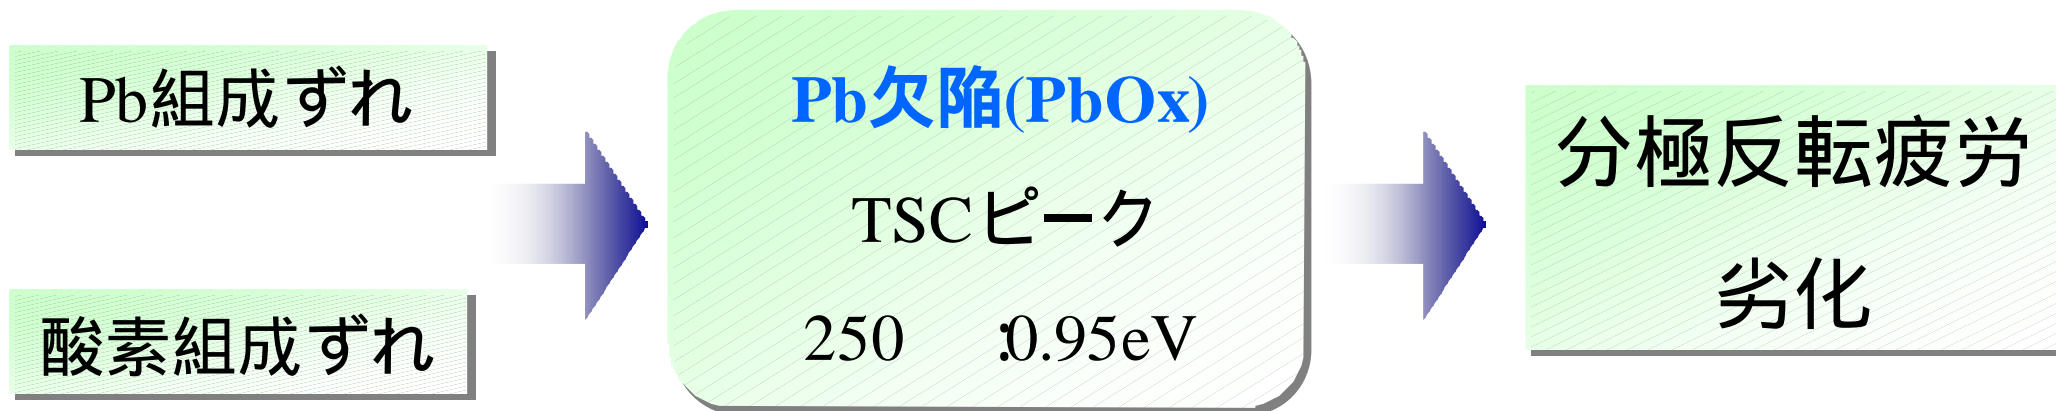 Pb組成ずれ
酸素組成ずれ
Pb欠陥(PbOx)
TSCピーク
250 :0.95eV
分極反転疲労
劣化